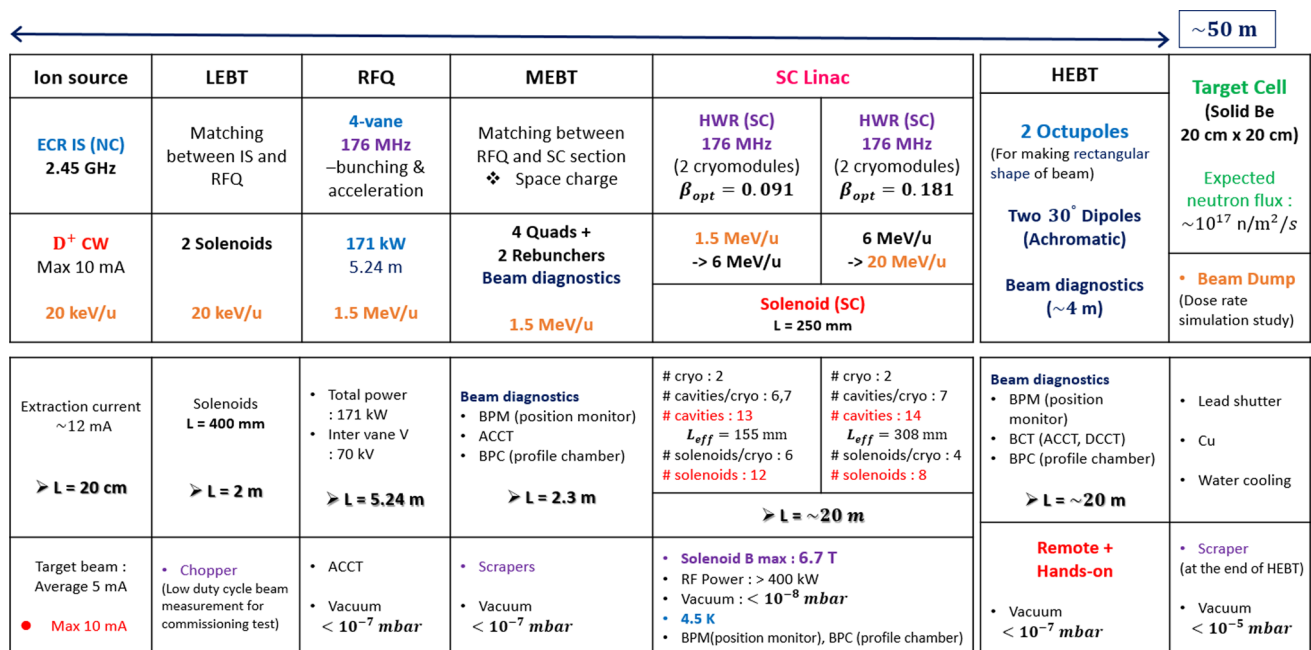 ~50 m
Ion source
LEBT
RFQ
MEBT
SC Linac
HEBT
Target Cell
(Solid Be
20 cm x 20 cm)
Expected
neutron flux :
~10¹⁷ n/m²/s
ECR IS (NC)
2.45 GHz
Matching
between IS and
RFQ
4-vane
176 MHz
–bunching &
acceleration
Matching between
RFQ and SC section
❖ Space charge
HWR (SC)
176 MHz
(2 cryomodules)
β_opt = 0.091
HWR (SC)
176 MHz
(2 cryomodules)
β_opt = 0.181
2 Octupoles
(For making rectangular
shape of beam)
Two 30° Dipoles
(Achromatic)
Beam diagnostics
(~4 m)
D⁺ CW
Max 10 mA
20 keV/u
2 Solenoids
20 keV/u
171 kW
5.24 m
1.5 MeV/u
4 Quads +
2 Rebunchers
Beam diagnostics
1.5 MeV/u
1.5 MeV/u
-> 6 MeV/u
6 MeV/u
-> 20 MeV/u
Solenoid (SC)
L = 250 mm
• Beam Dump
(Dose rate
simulation study)
Extraction current
~12 mA
➢ L = 20 cm
Solenoids
L = 400 mm
➢ L = 2 m
• Total power
: 171 kW
• Inter vane V
: 70 kV
➢ L = 5.24 m
Beam diagnostics
• BPM (position monitor)
• ACCT
• BPC (profile chamber)
➢ L = 2.3 m
# cryo : 2
# cavities/cryo : 6,7
# cavities : 13
L_eff = 155 mm
# solenoids/cryo : 6
# solenoids : 12
# cryo : 2
# cavities/cryo : 7
# cavities : 14
L_eff = 308 mm
# solenoids/cryo : 4
# solenoids : 8
➢ L = ~20 m
Beam diagnostics
• BPM (position
monitor)
• BCT (ACCT, DCCT)
• BPC (profile chamber)
➢ L = ~20 m
• Lead shutter
• Cu
• Water cooling
Target beam :
Average 5 mA
● Max 10 mA
• Chopper
(Low duty cycle beam
measurement for
commissioning test)
• ACCT
• Vacuum
< 10⁻⁷ mbar
• Scrapers
• Vacuum
< 10⁻⁷ mbar
• Solenoid B max : 6.7 T
• RF Power : > 400 kW
• Vacuum : < 10⁻⁸ mbar
• 4.5 K
• BPM(position monitor), BPC (profile chamber)
Remote +
Hands-on
• Vacuum
< 10⁻⁷ mbar
• Scraper
(at the end of HEBT)
• Vacuum
< 10⁻⁵ mbar